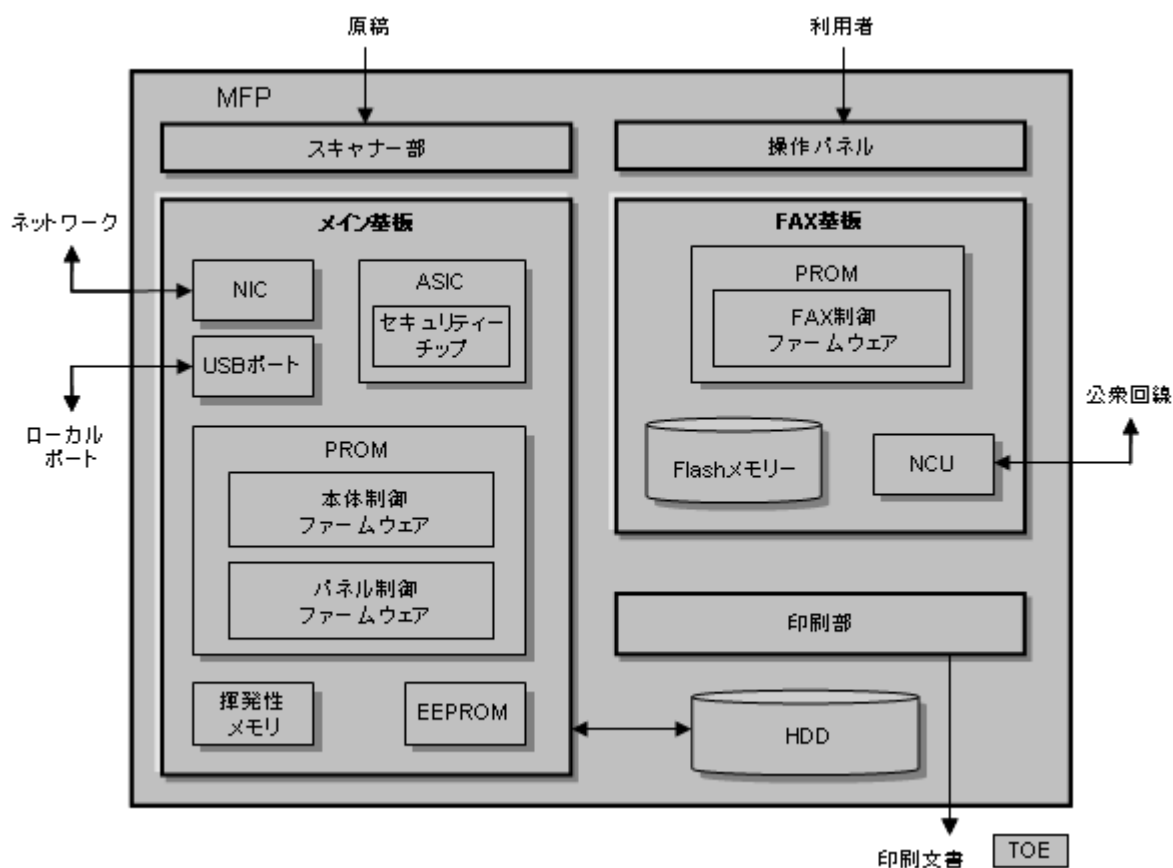 原稿
利用者
MFP
スキャナー部
操作パネル
ネットワーク
メイン基板
NIC
ASIC
セキュリティー
チップ
USBポート
ローカル
ポート
PROM
本体制御
ファームウェア
パネル制御
ファームウェア
揮発性
メモリ
EEPROM
FAX基板
PROM
FAX制御
ファームウェア
Flashメモリー
NCU
公衆回線
印刷部
HDD
印刷文書
TOE